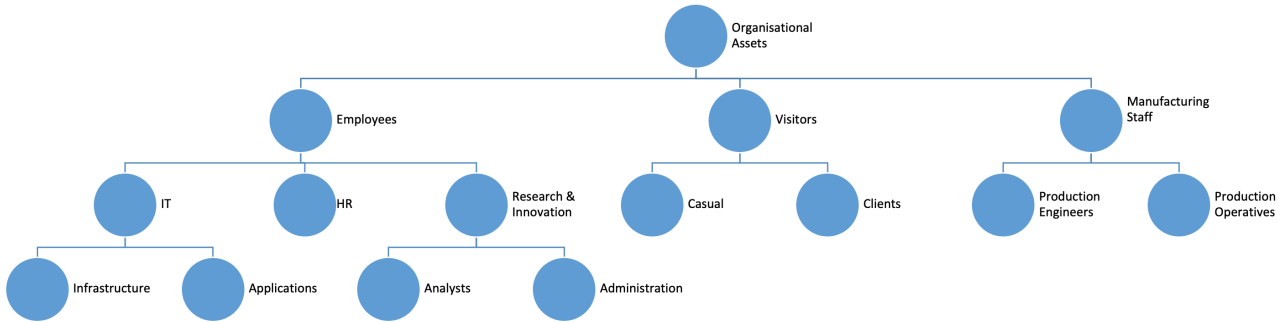 Organisational
Assets
Employees
Visitors
Manufacturing
Staff
IT
HR
Research &
Innovation
Casual
Clients
Production
Engineers
Production
Operatives
Infrastructure
Applications
Analysts
Administration